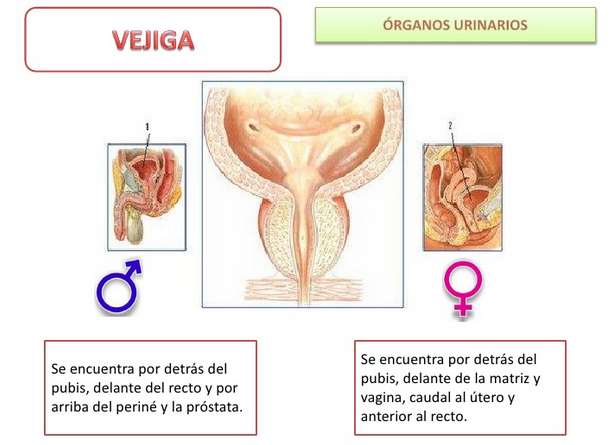 VEJIGA
ÓRGANOS URINARIOS
1
2
Se encuentra por detrás del
pubis, delante del recto y por
arriba del periné y la próstata.
Se encuentra por detrás del
pubis, delante de la matriz y
vagina, caudal al útero y
anterior al recto.